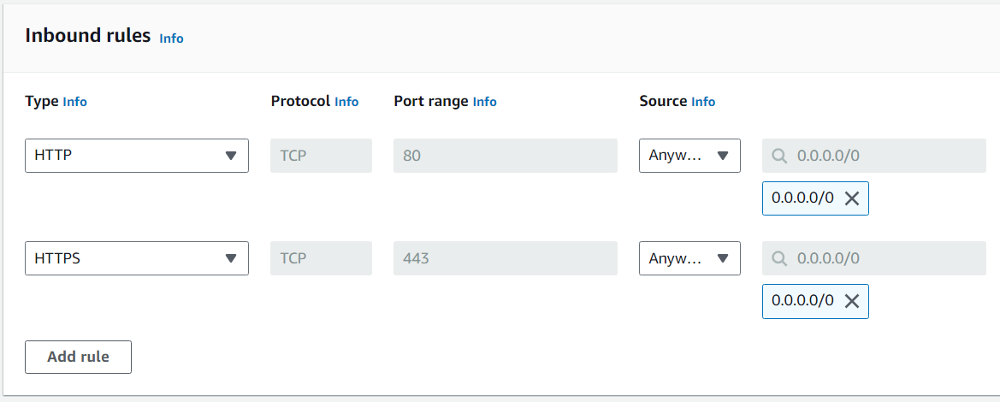 Inbound rules Info
Type Info Protocol Info Port range Info Source Info
HTTP TCP 80 Anyw... 0.0.0.0/0
0.0.0.0/0
HTTPS TCP 443 Anyw... 0.0.0.0/0
0.0.0.0/0
Add rule